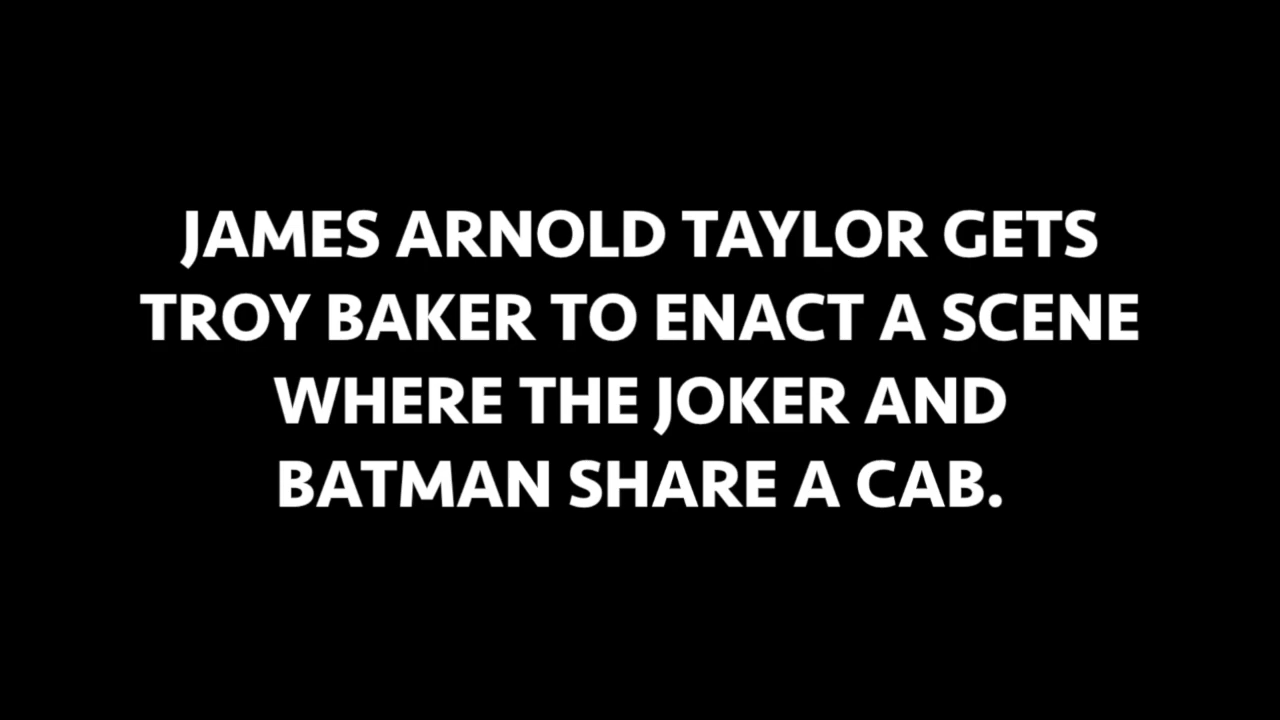 JAMES ARNOLD TAYLOR GETS
TROY BAKER TO ENACT A SCENE
WHERE THE JOKER AND
BATMAN SHARE A CAB.